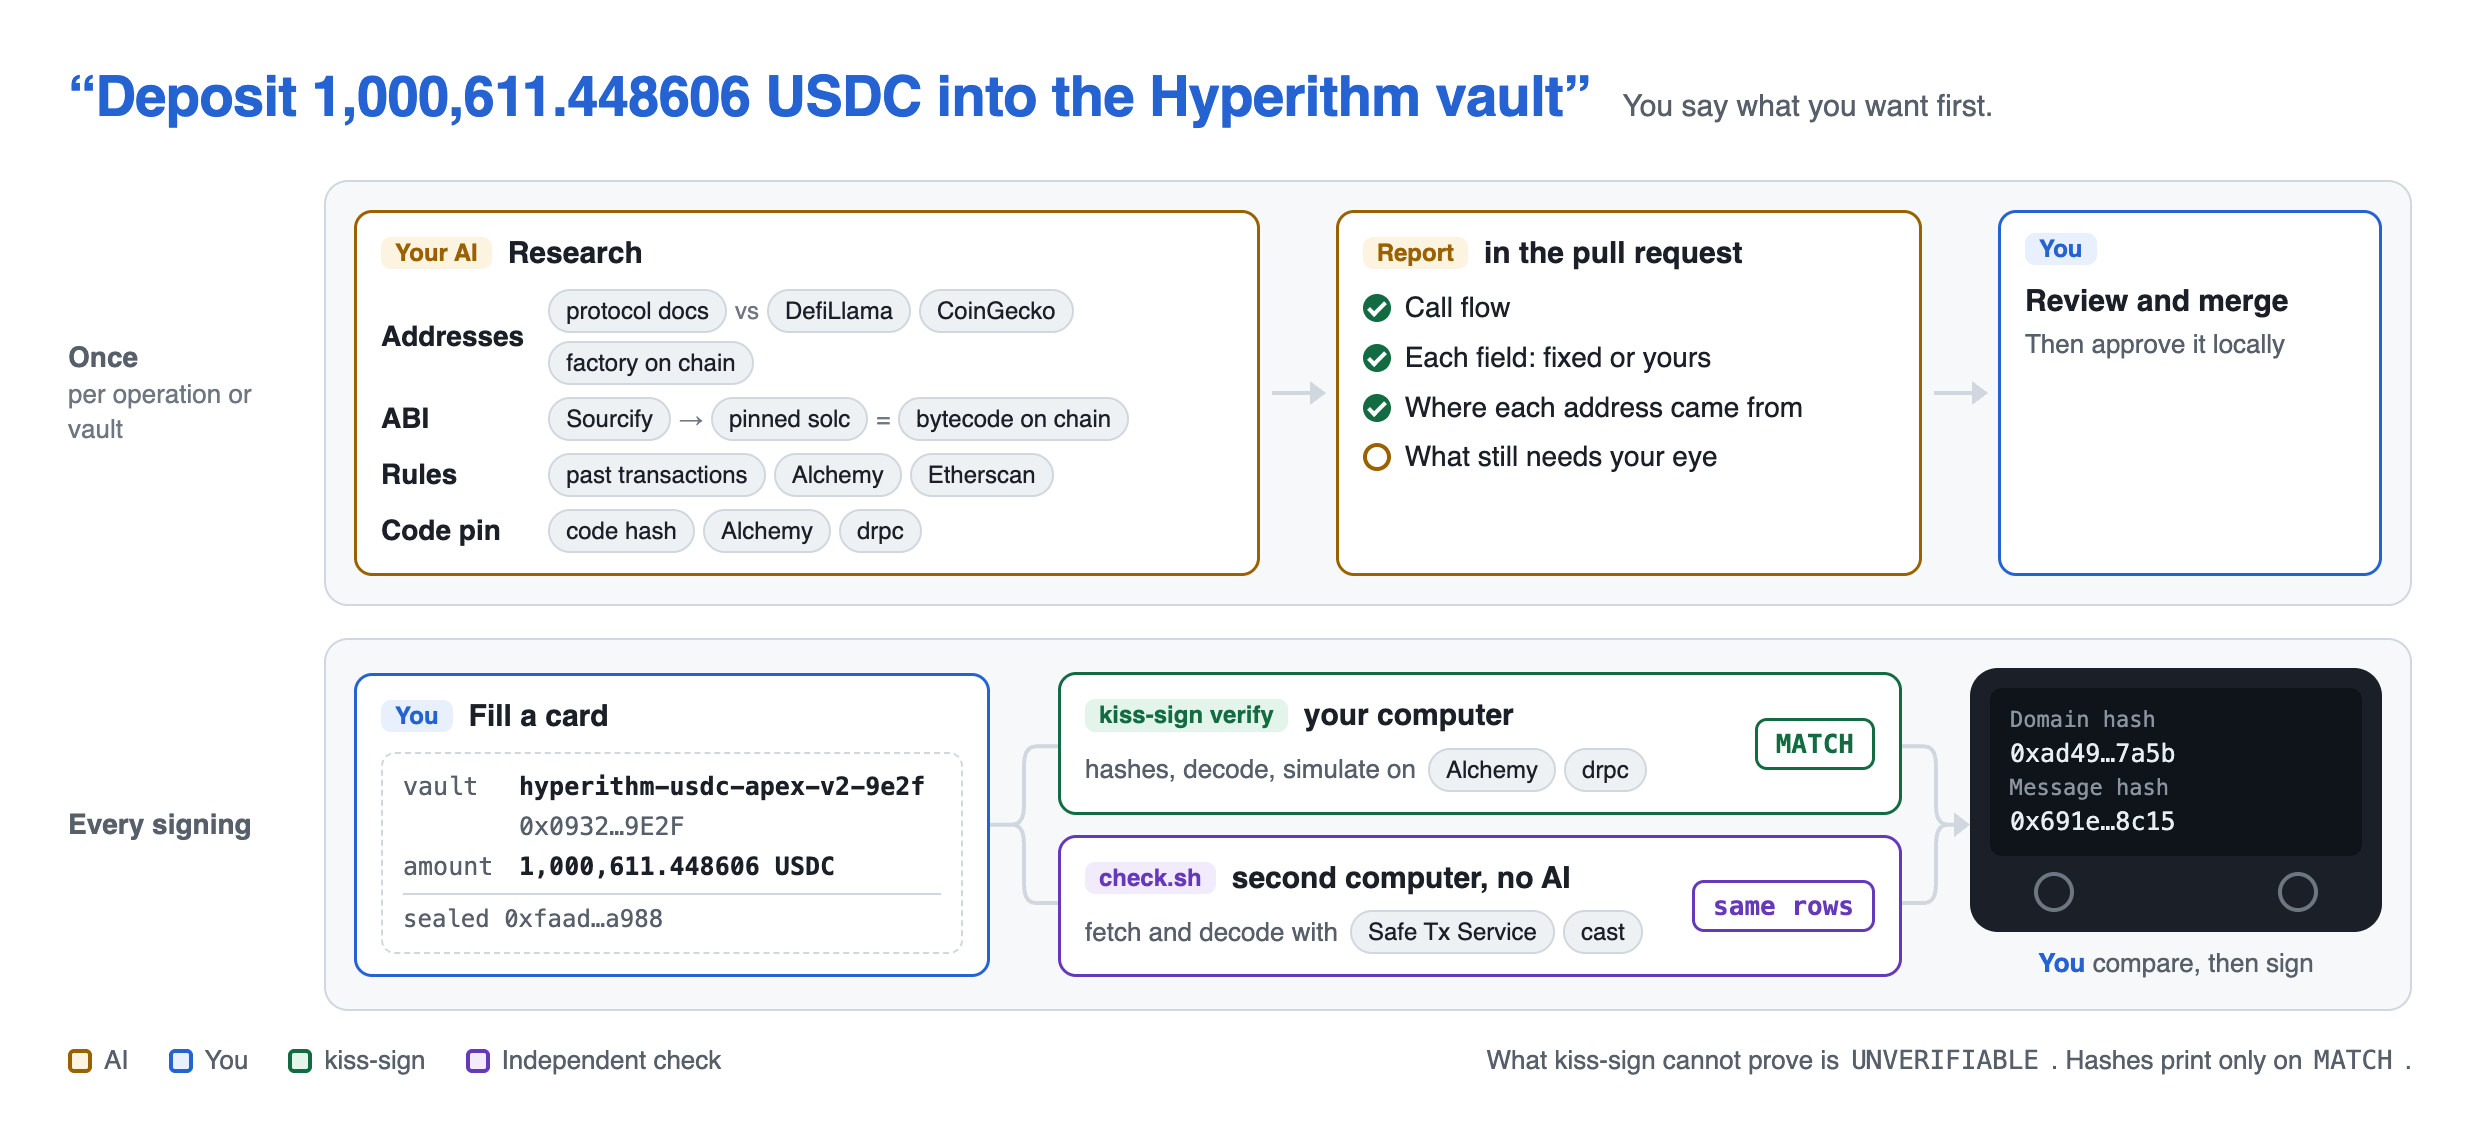 “Deposit 1,000,611.448606 USDC into the Hyperithm vault” You say what you want first.
Once
per operation or
vault
Your AI Research
Addresses
protocol docs vs DefiLlama CoinGecko
factory on chain
ABI Sourcify → pinned solc = bytecode on chain
Rules past transactions Alchemy Etherscan
Code pin code hash Alchemy drpc
Report in the pull request
Call flow
Each field: fixed or yours
Where each address came from
What still needs your eye
You
Review and merge
Then approve it locally
Every signing
You Fill a card
vault hyperithm-usdc-apex-v2-9e2f
0x0932…9E2F
amount 1,000,611.448606 USDC
sealed 0xfaad…a988
kiss-sign verify your computer
hashes, decode, simulate on Alchemy drpc
MATCH
check.sh second computer, no AI
fetch and decode with Safe Tx Service cast
same rows
Domain hash
0xad49…7a5b
Message hash
0x691e…8c15
You compare, then sign
AI You kiss-sign Independent check
What kiss-sign cannot prove is UNVERIFIABLE . Hashes print only on MATCH .